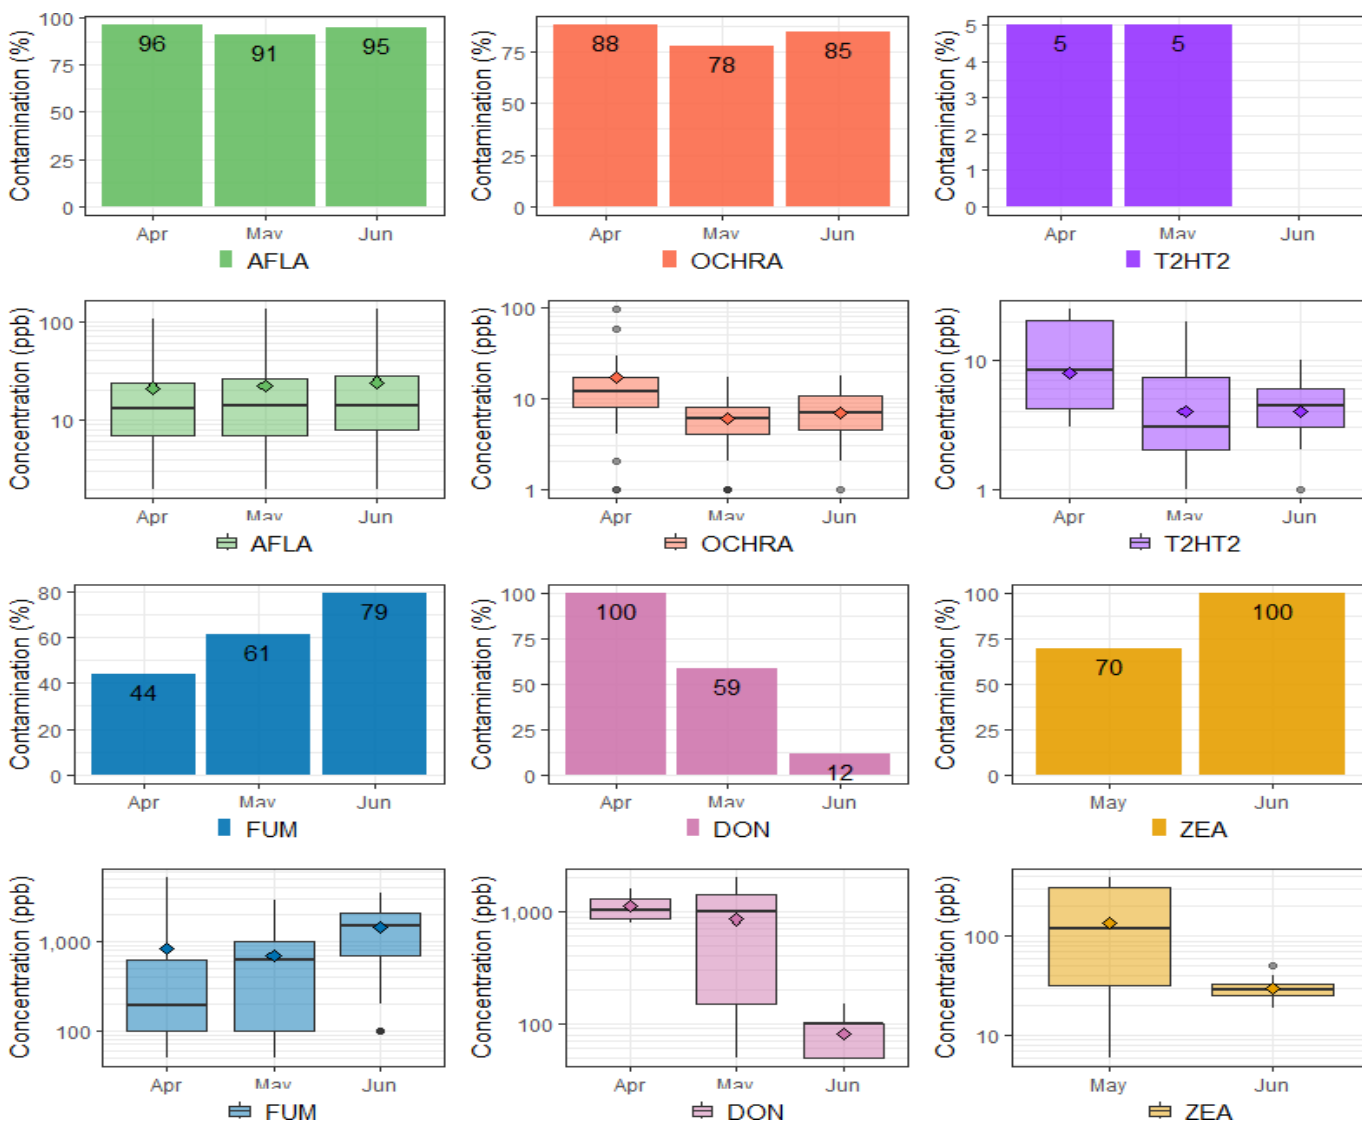 Contamination (%)
100
75
50
25
0
96
91
95
Apr
May
Jun
AFLA
Contamination (%)
75
50
25
0
88
78
85
Apr
May
Jun
OCHRA
Contamination (%)
5
4
3
2
1
0
5
5
Apr
May
Jun
T2HT2
Concentration (ppb)
100
10
Apr
May
Jun
AFLA
Concentration (ppb)
100
10
1
Apr
May
Jun
OCHRA
Concentration (ppb)
10
1
Apr
May
Jun
T2HT2
Contamination (%)
80
60
40
20
0
44
61
79
Apr
May
Jun
FUM
Contamination (%)
100
75
50
25
0
100
59
12
Apr
May
Jun
DON
Contamination (%)
100
75
50
25
0
70
100
May
Jun
ZEA
Concentration (ppb)
1,000
100
Apr
May
Jun
FUM
Concentration (ppb)
1,000
100
Apr
May
Jun
DON
Concentration (ppb)
100
10
May
Jun
ZEA